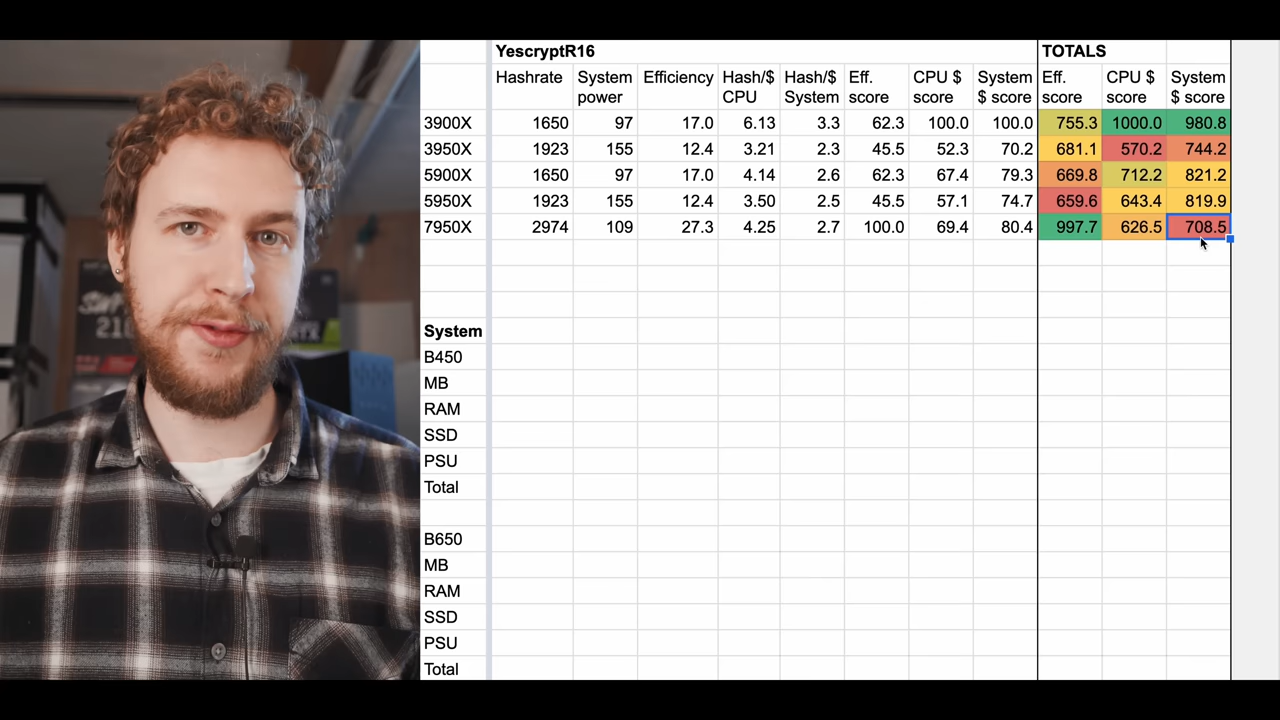 YescryptR16 TOTALS
Hashrate System power Efficiency Hash/$ CPU Hash/$ System Eff. score CPU $ score System $ score Eff. score CPU $ score System $ score
3900X 1650 97 17.0 6.13 3.3 62.3 100.0 100.0 755.3 1000.0 980.8
3950X 1923 155 12.4 3.21 2.3 45.5 52.3 70.2 681.1 570.2 744.2
5900X 1650 97 17.0 4.14 2.6 62.3 67.4 79.3 669.8 712.2 821.2
5950X 1923 155 12.4 3.50 2.5 45.5 57.1 74.7 659.6 643.4 819.9
7950X 2974 109 27.3 4.25 2.7 100.0 69.4 80.4 997.7 626.5 708.5
System
B450
MB
RAM
SSD
PSU
Total
B650
MB
RAM
SSD
PSU
Total